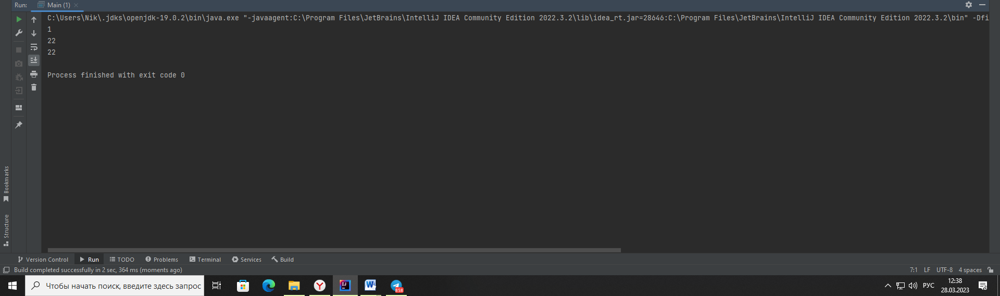 Run: Main (1)
C:\Users\Nik\.jdks\openjdk-19.0.2\bin\java.exe "-javaagent:C:\Program Files\JetBrains\IntelliJ IDEA Community Edition 2022.3.2\lib\idea_rt.jar=28646:C:\Program Files\JetBrains\IntelliJ IDEA Community Edition 2022.3.2\bin" -Dfi
1
22
22
Process finished with exit code 0
Bookmarks
Structure
Version Control Run TODO Problems Terminal Services Build
Build completed successfully in 2 sec, 364 ms (moments ago) 7:1 LF UTF-8 4 spaces
Чтобы начать поиск, введите здесь запрос
858
РУС
12:38
28.03.2023